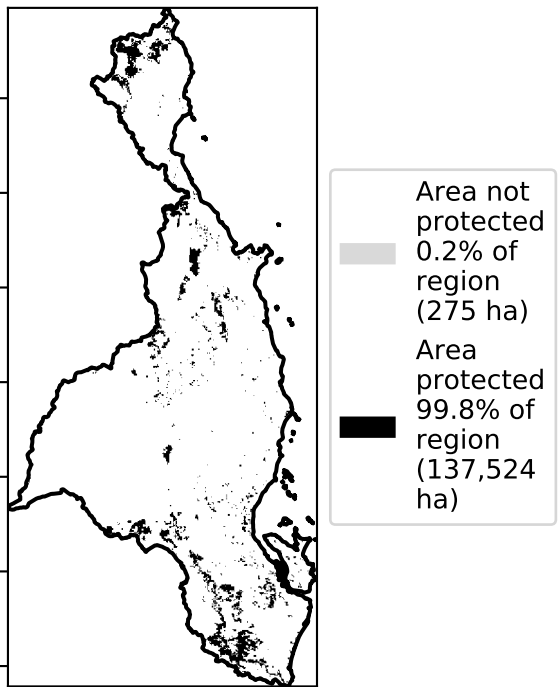 Area not
protected
0.2% of
region
(275 ha)
Area
protected
99.8% of
region
(137,524
ha)